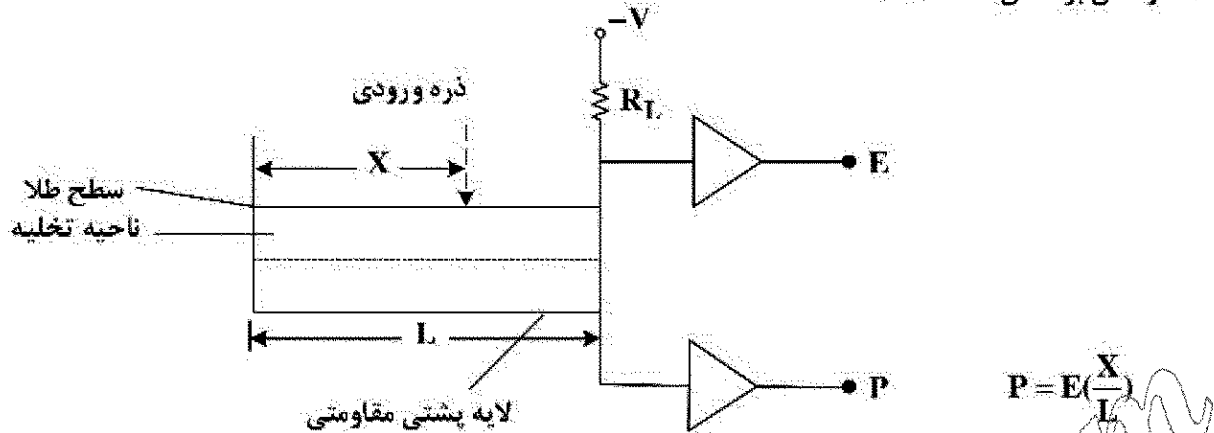 –V
ذره ورودی
R_L
X
E
سطح طلا
ناحیه تخلیه
L
P
P = E(X/L)
لایه پشتی مقاومتی